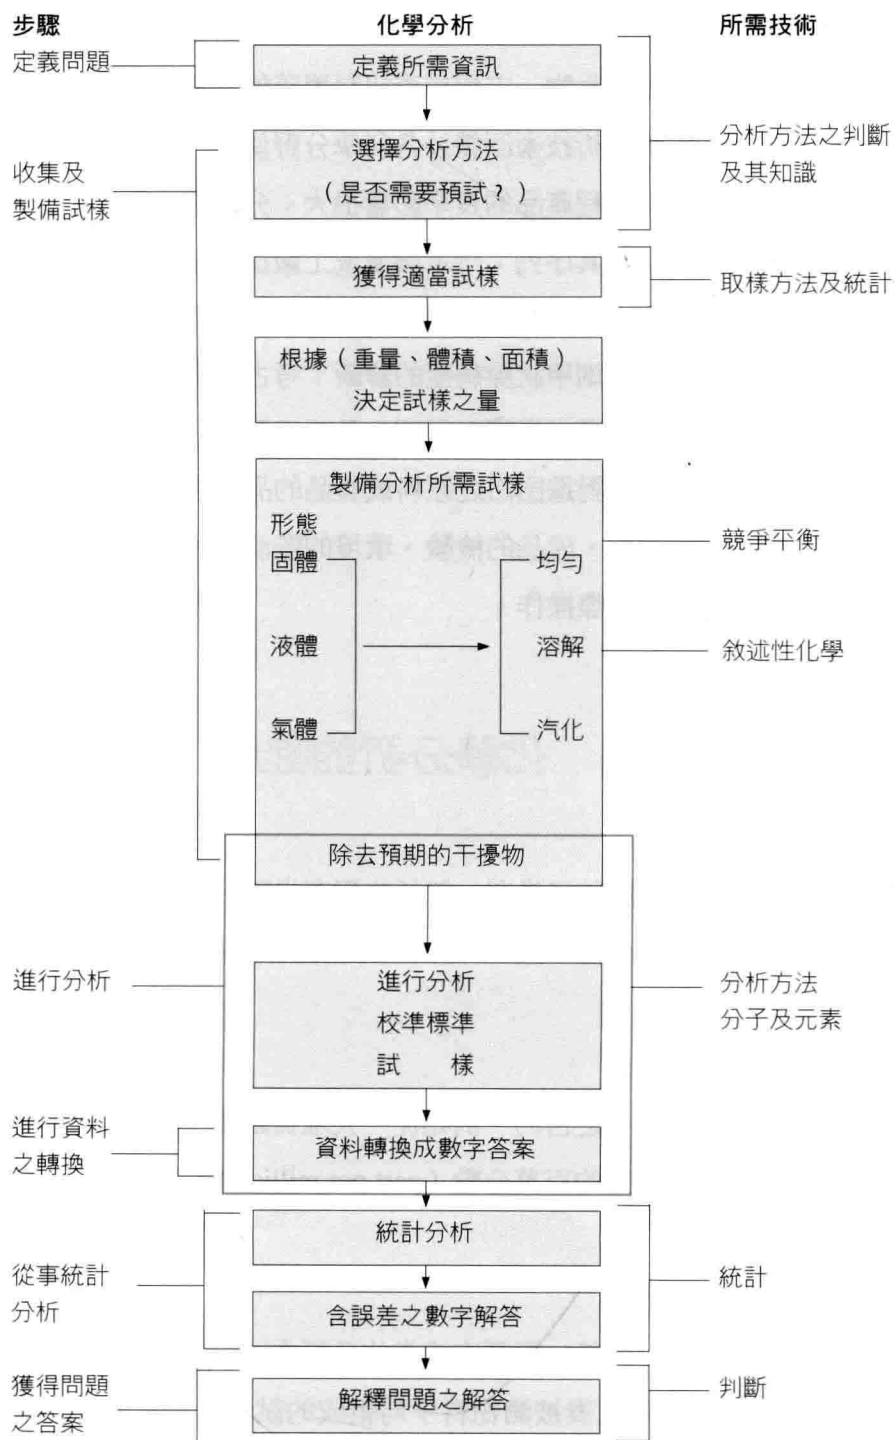 步驟
化學分析
所需技術
定義問題
定義所需資訊
選擇分析方法
（是否需要預試？）
分析方法之判斷
及其知識
收集及
製備試樣
獲得適當試樣
取樣方法及統計
根據（重量、體積、面積）
決定試樣之量
製備分析所需試樣
形態
固體
均勻
競爭平衡
液體
溶解
敘述性化學
氣體
汽化
除去預期的干擾物
進行分析
進行分析
校準標準
試　　樣
分析方法
分子及元素
進行資料
之轉換
資料轉換成數字答案
統計分析
從事統計
分析
統計
含誤差之數字解答
獲得問題
之答案
解釋問題之解答
判斷